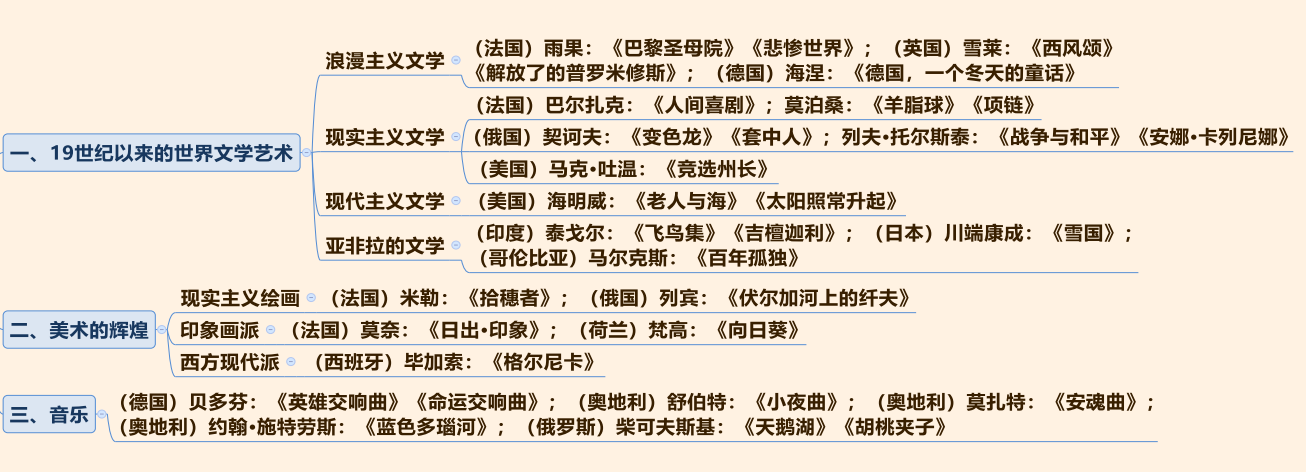 一、19世纪以来的世界文学艺术
浪漫主义文学
（法国）雨果：《巴黎圣母院》《悲惨世界》；（英国）雪莱：《西风颂》
《解放了的普罗米修斯》；（德国）海涅：《德国，一个冬天的童话》
现实主义文学
（法国）巴尔扎克：《人间喜剧》；莫泊桑：《羊脂球》《项链》
（俄国）契诃夫：《变色龙》《套中人》；列夫•托尔斯泰：《战争与和平》《安娜•卡列尼娜》
（美国）马克•吐温：《竞选州长》
现代主义文学
（美国）海明威：《老人与海》《太阳照常升起》
亚非拉的文学
（印度）泰戈尔：《飞鸟集》《吉檀迦利》；（日本）川端康成：《雪国》；
（哥伦比亚）马尔克斯：《百年孤独》
二、美术的辉煌
现实主义绘画
（法国）米勒：《拾穗者》；（俄国）列宾：《伏尔加河上的纤夫》
印象画派
（法国）莫奈：《日出•印象》；（荷兰）梵高：《向日葵》
西方现代派
（西班牙）毕加索：《格尔尼卡》
三、音乐
（德国）贝多芬：《英雄交响曲》《命运交响曲》；（奥地利）舒伯特：《小夜曲》；（奥地利）莫扎特：《安魂曲》；
（奥地利）约翰•施特劳斯：《蓝色多瑙河》；（俄罗斯）柴可夫斯基：《天鹅湖》《胡桃夹子》